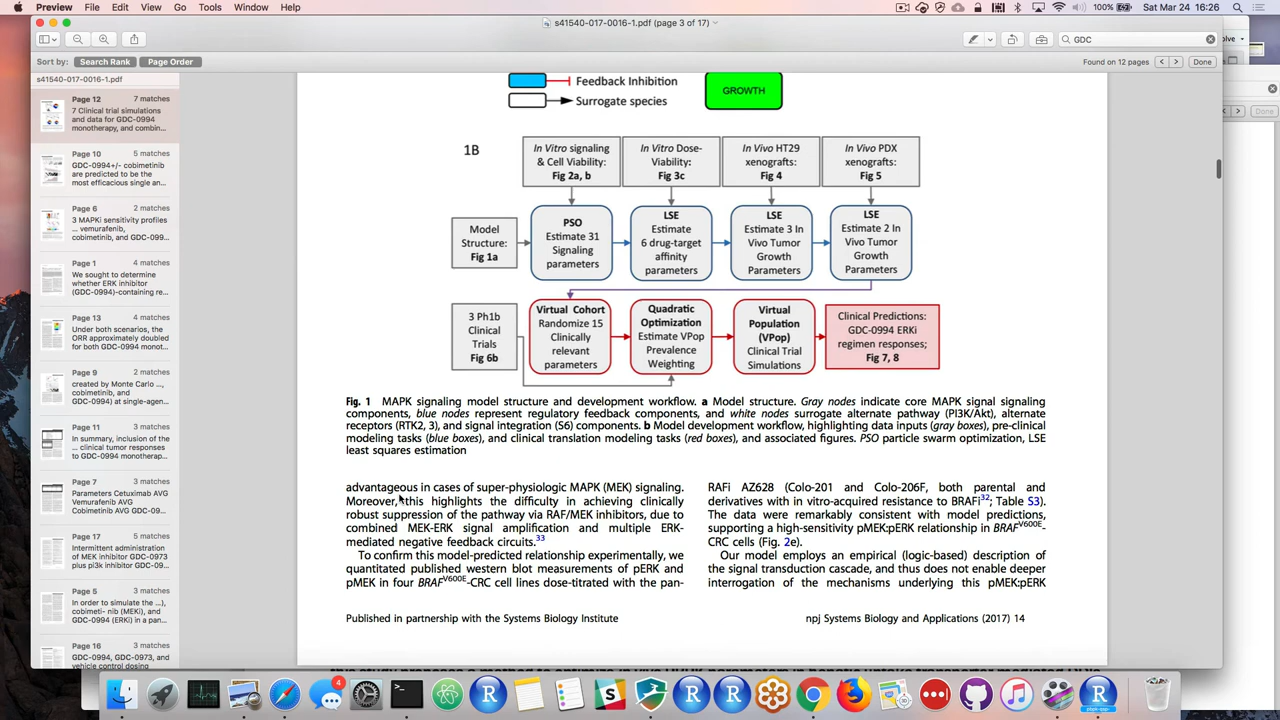 Preview File Edit View Go Tools Window Help
100% Sat Mar 24 16:26
s41540-017-0016-1.pdf (page 3 of 17)
GDC
Sort by: Search Rank Page Order
Found on 12 pages
Done
s41540-017-0016-1.pdf
Page 12 7 matches
7 Clinical trial simulations
and data for GDC-0994
monotherapy, and combin...
Page 10 5 matches
GDC-0994+/- cobimetinib
are predicted to be the
most efficacious single an...
Page 6 2 matches
3 MAPKi sensitivity profiles
... vemurafenib,
cobimetinib, and GDC-099...
Page 1 4 matches
We sought to determine
whether ERK inhibitor
(GDC-0994)-containing re...
Page 13 4 matches
Under both scenarios, the
ORR approximately doubled
for both GDC-0994 monot...
Page 9 2 matches
created by Monte Carlo ...,
cobimetinib, and
GDC-0994) at single-agen...
Page 11 3 matches
In summary, inclusion of the
... clinical tumor responses
to GDC-0994 monotherap...
Page 7 3 matches
Parameters Cetuximab AVG
Vemurafenib AVG
Cobimetinib AVG GDC-09...
Page 17 5 matches
Intermittent administration
of MEK inhibitor GDC-0973
plus pi3k inhibitor GDC-09...
Page 5 3 matches
In order to simulate the ...),
cobimeti- nib (MEKi), and
GDC-0994 (ERKi) in a pan...
Page 16 3 matches
GDC-0994, GDC-0973, and
vehicle control dosing
Feedback Inhibition
Surrogate species
GROWTH
1B
In Vitro signaling
& Cell Viability:
Fig 2a, b
In Vitro Dose-
Viability:
Fig 3c
In Vivo HT29
xenografts:
Fig 4
In Vivo PDX
xenografts:
Fig 5
Model
Structure:
Fig 1a
PSO
Estimate 31
Signaling
parameters
LSE
Estimate
6 drug-target
affinity
parameters
LSE
Estimate 3 In
Vivo Tumor
Growth
Parameters
LSE
Estimate 2 In
Vivo Tumor
Growth
Parameters
3 Ph1b
Clinical
Trials
Fig 6b
Virtual Cohort
Randomize 15
Clinically
relevant
parameters
Quadratic
Optimization
Estimate VPop
Prevalence
Weighting
Virtual
Population
(VPop)
Clinical Trial
Simulations
Clinical Predictions:
GDC-0994 ERKi
regimen responses;
Fig 7, 8
Fig. 1 MAPK signaling model structure and development workflow. a Model structure. Gray nodes indicate core MAPK signal signaling
components, blue nodes represent regulatory feedback components, and white nodes surrogate alternate pathway (PI3K/Akt), alternate
receptors (RTK2, 3), and signal integration (S6) components. b Model development workflow, highlighting data inputs (gray boxes), pre-clinical
modeling tasks (blue boxes), and clinical translation modeling tasks (red boxes), and associated figures. PSO particle swarm optimization, LSE
least squares estimation
advantageous in cases of super-physiologic MAPK (MEK) signaling.
Moreover, this highlights the difficulty in achieving clinically
robust suppression of the pathway via RAF/MEK inhibitors, due to
combined MEK-ERK signal amplification and multiple ERK-
mediated negative feedback circuits.33
To confirm this model-predicted relationship experimentally, we
quantitated published western blot measurements of pERK and
pMEK in four BRAFV600E-CRC cell lines dose-titrated with the pan-
RAFi AZ628 (Colo-201 and Colo-206F, both parental and
derivatives with in vitro-acquired resistance to BRAFi32; Table S3).
The data were remarkably consistent with model predictions,
supporting a high-sensitivity pMEK:pERK relationship in BRAFV600E-
CRC cells (Fig. 2e).
Our model employs an empirical (logic-based) description of
the signal transduction cascade, and thus does not enable deeper
interrogation of the mechanisms underlying this pMEK:pERK
Published in partnership with the Systems Biology Institute
npj Systems Biology and Applications (2017) 14
Done
4